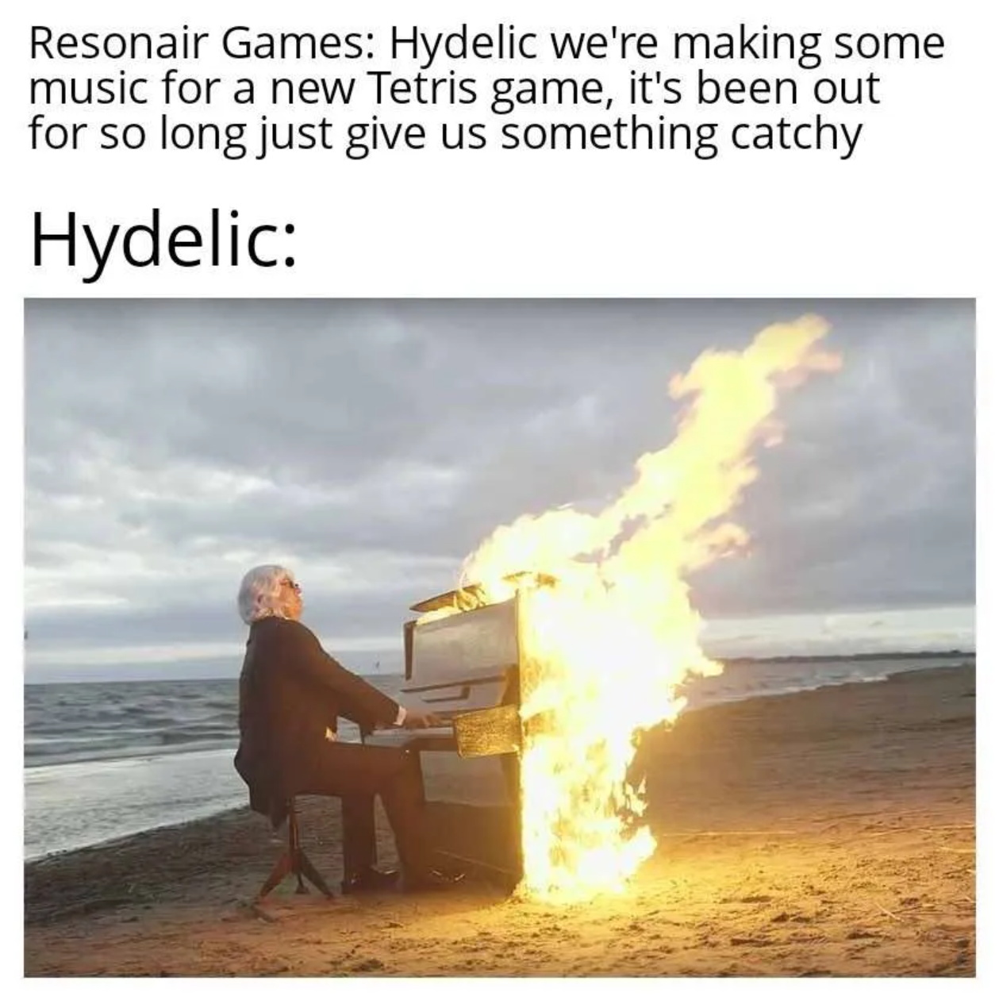 Resonair Games: Hydelic we're making some
music for a new Tetris game, it's been out
for so long just give us something catchy
Hydelic: